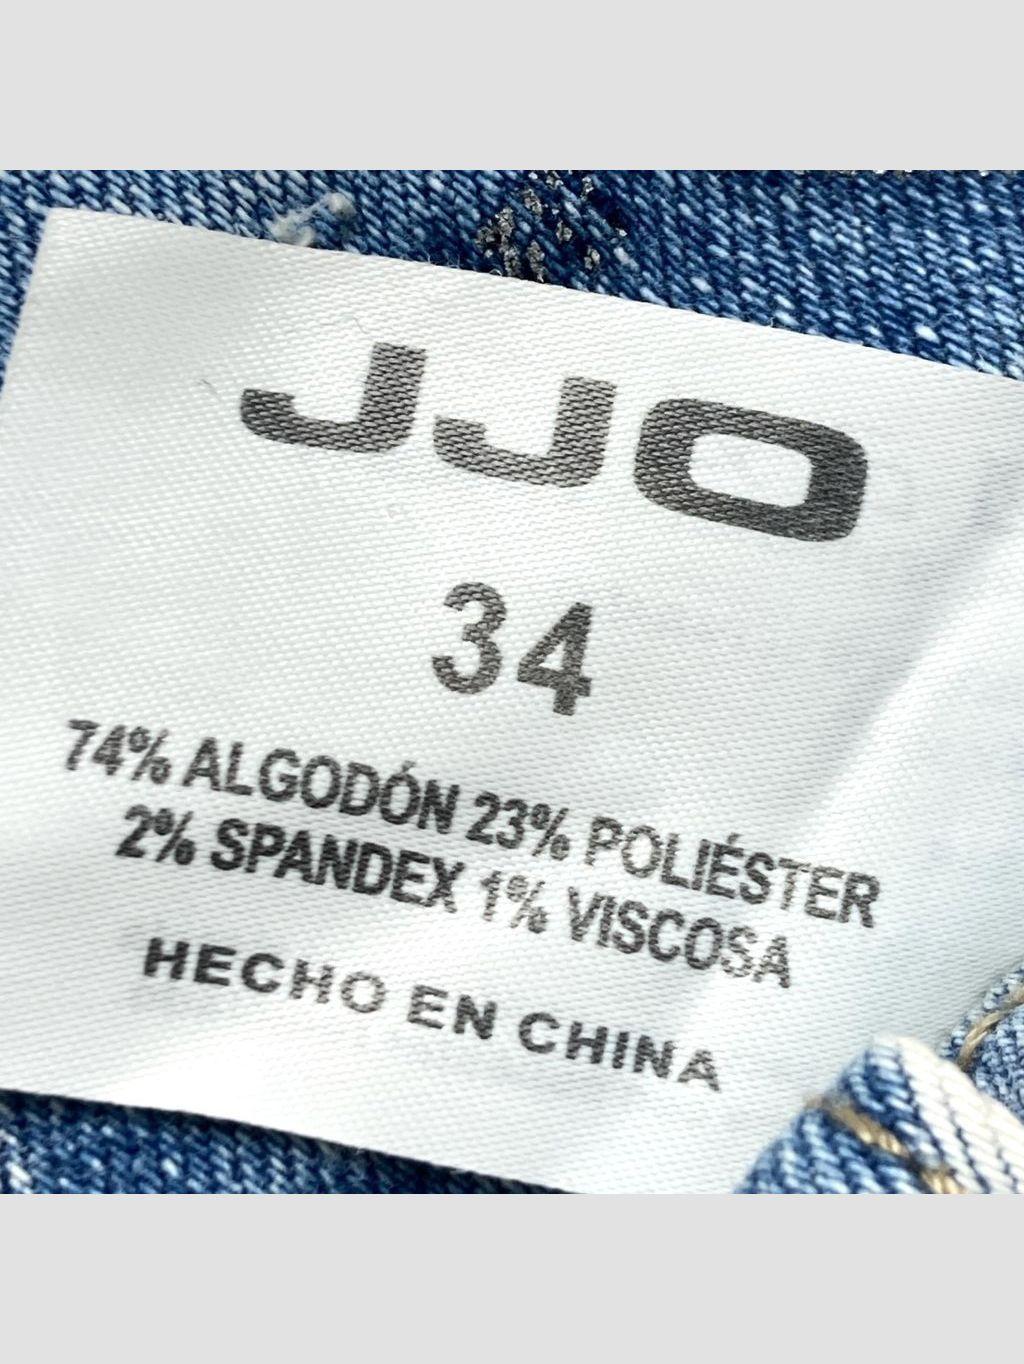 JJO
34
74% ALGODÓN 23% POLIÉSTER
2% SPANDEX 1% VISCOSA
HECHO EN CHINA